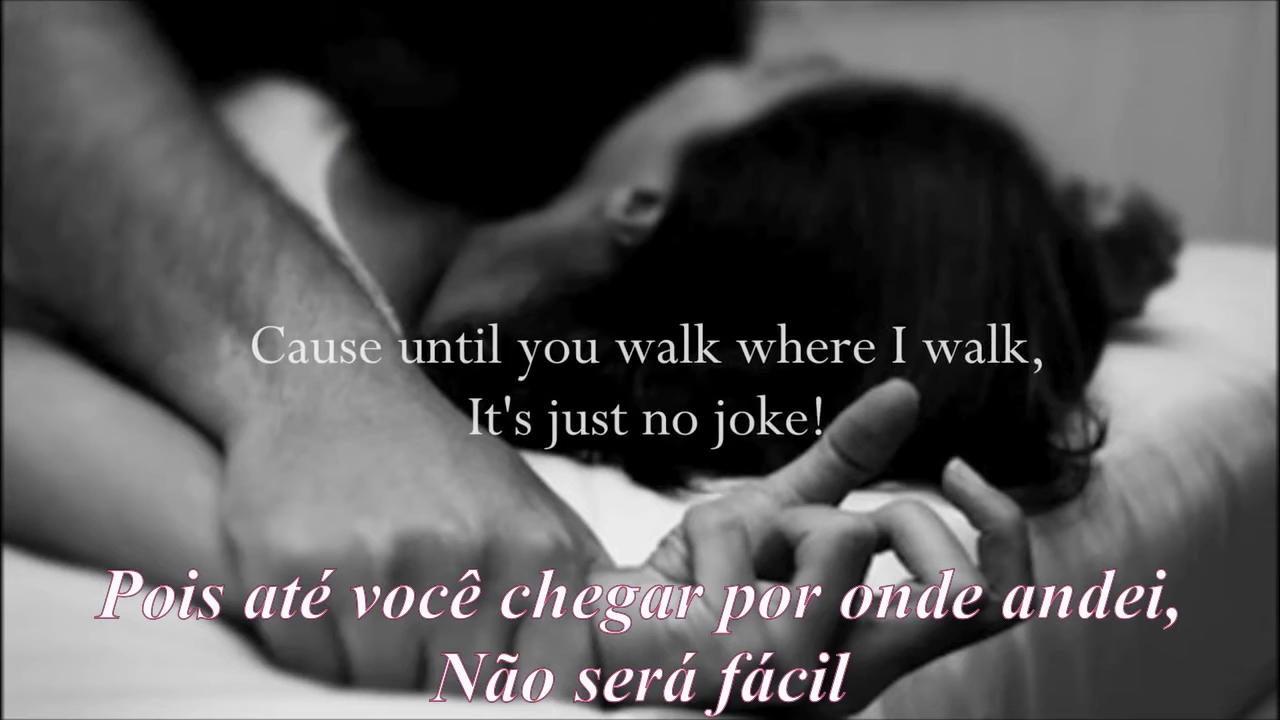 Cause until you walk where I walk,
It's just no joke!
Pois até você chegar por onde andei,
Não será fácil